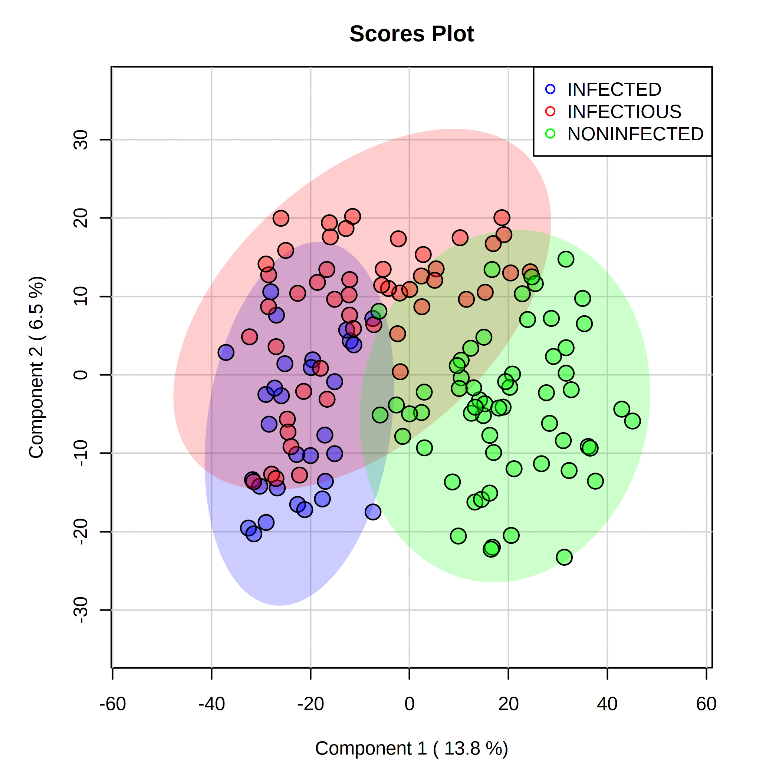 Scores Plot
INFECTED
INFECTIOUS
NONINFECTED
30
20
10
0
-10
-20
-30
Component 2 ( 6.5 %)
-60
-40
-20
0
20
40
60
Component 1 ( 13.8 %)